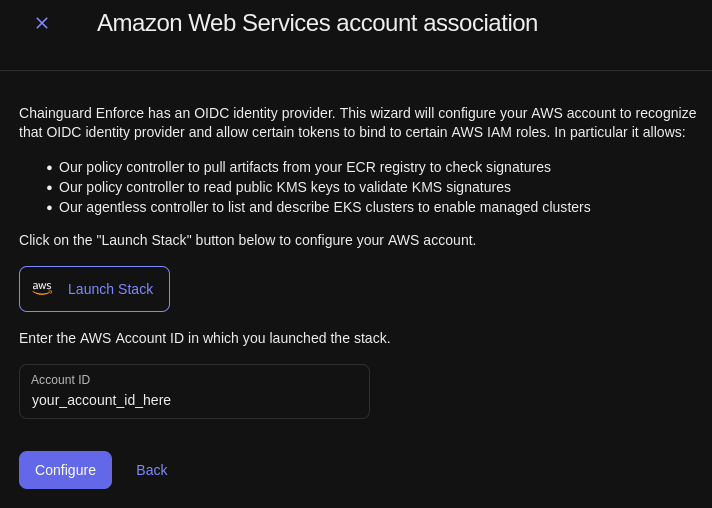 Amazon Web Services account association
Chainguard Enforce has an OIDC identity provider. This wizard will configure your AWS account to recognize
that OIDC identity provider and allow certain tokens to bind to certain AWS IAM roles. In particular it allows:
• Our policy controller to pull artifacts from your ECR registry to check signatures
• Our policy controller to read public KMS keys to validate KMS signatures
• Our agentless controller to list and describe EKS clusters to enable managed clusters
Click on the "Launch Stack" button below to configure your AWS account.
aws Launch Stack
Enter the AWS Account ID in which you launched the stack.
Account ID
your_account_id_here
Configure Back